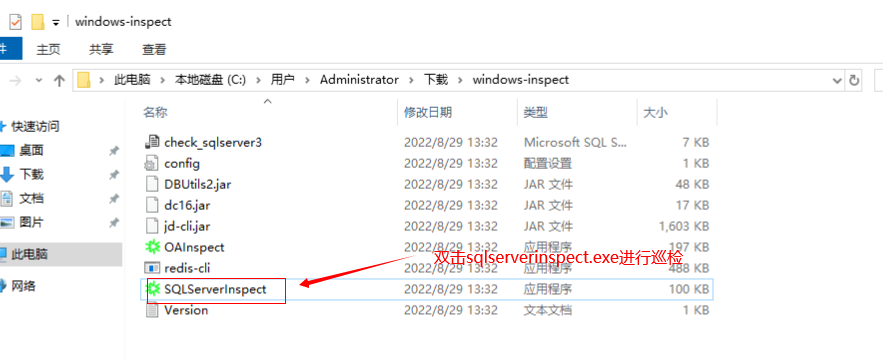 windows-inspect
件 主页 共享 查看
此电脑 本地磁盘 (C:) 用户 Administrator 下载 windows-inspect
名称 修改日期 类型 大小
快速访问
桌面
下载
文档
图片
此电脑
网络
check_sqlserver3 2022/8/29 13:32 Microsoft SQL S... 7 KB
config 2022/8/29 13:32 配置设置 1 KB
DBUtils2.jar 2022/8/29 13:32 JAR 文件 48 KB
dc16.jar 2022/8/29 13:32 JAR 文件 17 KB
jd-cli.jar 2022/8/29 13:32 JAR 文件 1,603 KB
OAInspect 2022/8/29 13:32 应用程序 197 KB
双击sqlserverinspect.exe进行巡检
redis-cli 2022/8/29 13:32 应用程序 488 KB
SQLServerInspect 2022/8/29 13:32 应用程序 100 KB
Version 2022/8/29 13:32 文本文档 1 KB